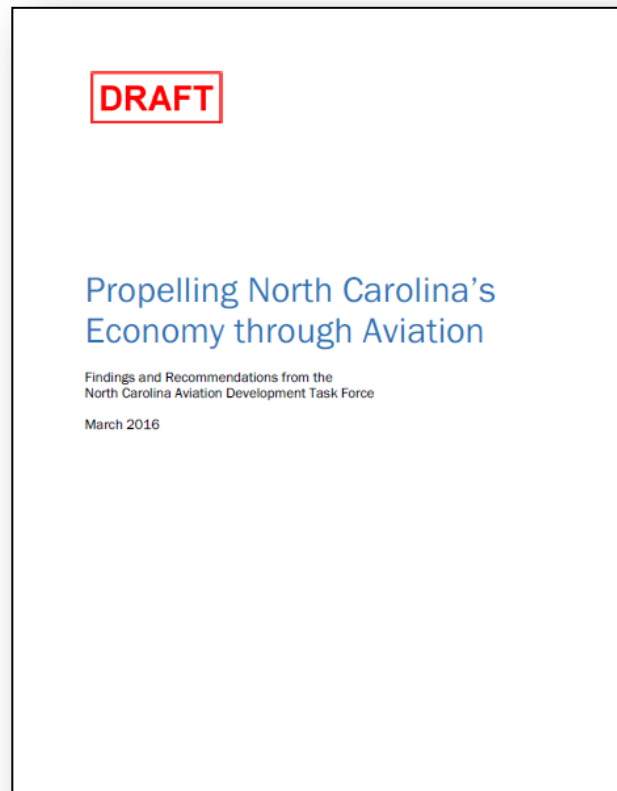 DRAFT
Propelling North Carolina's
Economy through Aviation
Findings and Recommendations from the
North Carolina Aviation Development Task Force
March 2016